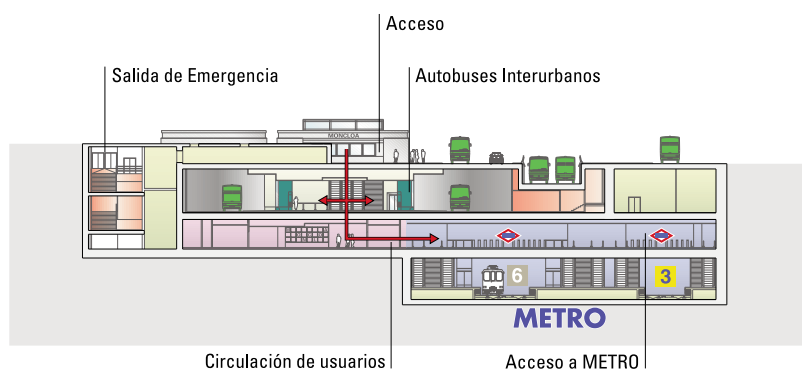 Acceso
Salida de Emergencia
Autobuses Interurbanos
MONCLOA
6
3
METRO
Circulación de usuarios
Acceso a METRO